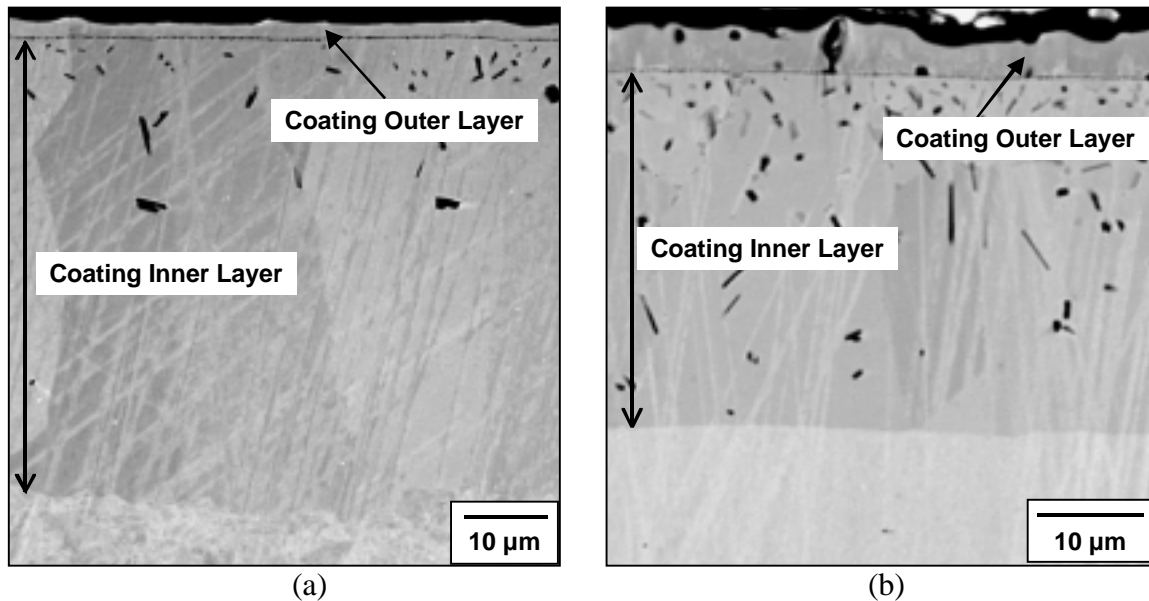 Coating Outer Layer
Coating Inner Layer
10 µm
(a)
Coating Outer Layer
Coating Inner Layer
10 µm
(b)